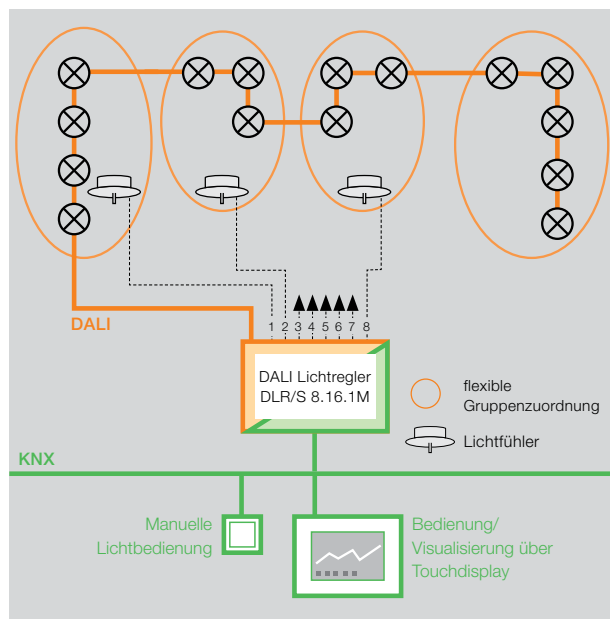 DALI
1 2 3 4 5 6 7 8
DALI Lichtregler
DLR/S 8.16.1M
flexible
Gruppenzuordnung
Lichtfühler
KNX
Manuelle
Lichtbedienung
Bedienung/
Visualisierung über
Touchdisplay